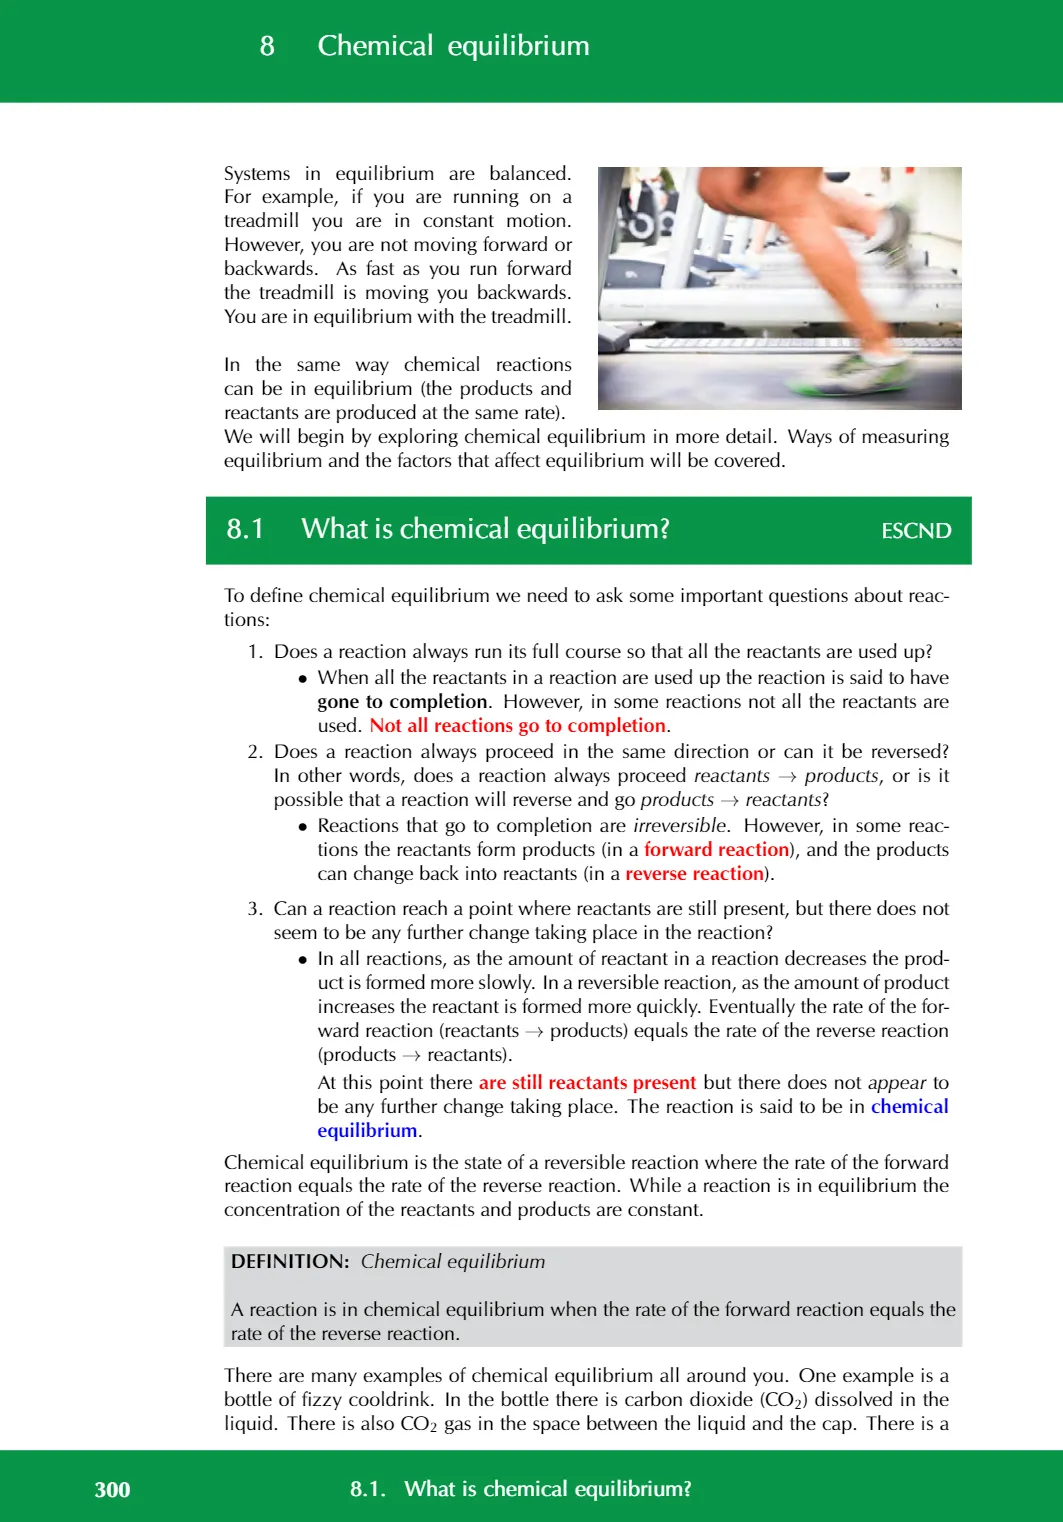 8 Chemical equilibrium
Systems in equilibrium are balanced.
For example, if you are running on a
treadmill you are in constant motion.
However, you are not moving forward or
backwards. As fast as you run forward
the treadmill is moving you backwards.
You are in equilibrium with the treadmill.
In the same way chemical reactions
can be in equilibrium (the products and
reactants are produced at the same rate).
We will begin by exploring chemical equilibrium in more detail. Ways of measuring
equilibrium and the factors that affect equilibrium will be covered.
8.1 What is chemical equilibrium? ESCND
To define chemical equilibrium we need to ask some important questions about reac-
tions:
1. Does a reaction always run its full course so that all the reactants are used up?
• When all the reactants in a reaction are used up the reaction is said to have
gone to completion. However, in some reactions not all the reactants are
used. Not all reactions go to completion.
2. Does a reaction always proceed in the same direction or can it be reversed?
In other words, does a reaction always proceed reactants → products, or is it
possible that a reaction will reverse and go products → reactants?
• Reactions that go to completion are irreversible. However, in some reac-
tions the reactants form products (in a forward reaction), and the products
can change back into reactants (in a reverse reaction).
3. Can a reaction reach a point where reactants are still present, but there does not
seem to be any further change taking place in the reaction?
• In all reactions, as the amount of reactant in a reaction decreases the prod-
uct is formed more slowly. In a reversible reaction, as the amount of product
increases the reactant is formed more quickly. Eventually the rate of the for-
ward reaction (reactants → products) equals the rate of the reverse reaction
(products → reactants).
At this point there are still reactants present but there does not appear to
be any further change taking place. The reaction is said to be in chemical
equilibrium.
Chemical equilibrium is the state of a reversible reaction where the rate of the forward
reaction equals the rate of the reverse reaction. While a reaction is in equilibrium the
concentration of the reactants and products are constant.
DEFINITION: Chemical equilibrium
A reaction is in chemical equilibrium when the rate of the forward reaction equals the
rate of the reverse reaction.
There are many examples of chemical equilibrium all around you. One example is a
bottle of fizzy cooldrink. In the bottle there is carbon dioxide (CO₂) dissolved in the
liquid. There is also CO₂ gas in the space between the liquid and the cap. There is a
300 8.1. What is chemical equilibrium?